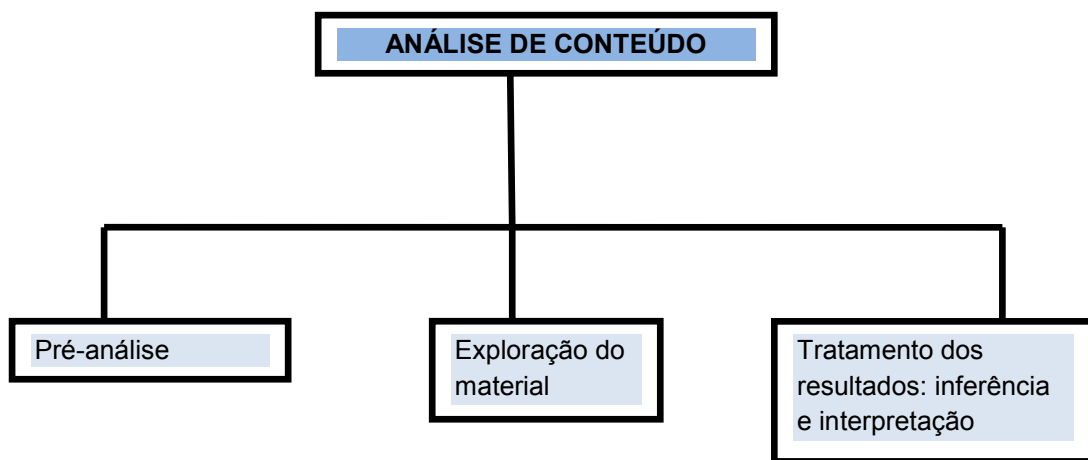 ANÁLISE DE CONTEÚDO
Pré-análise
Exploração do
material
Tratamento dos
resultados: inferência
e interpretação